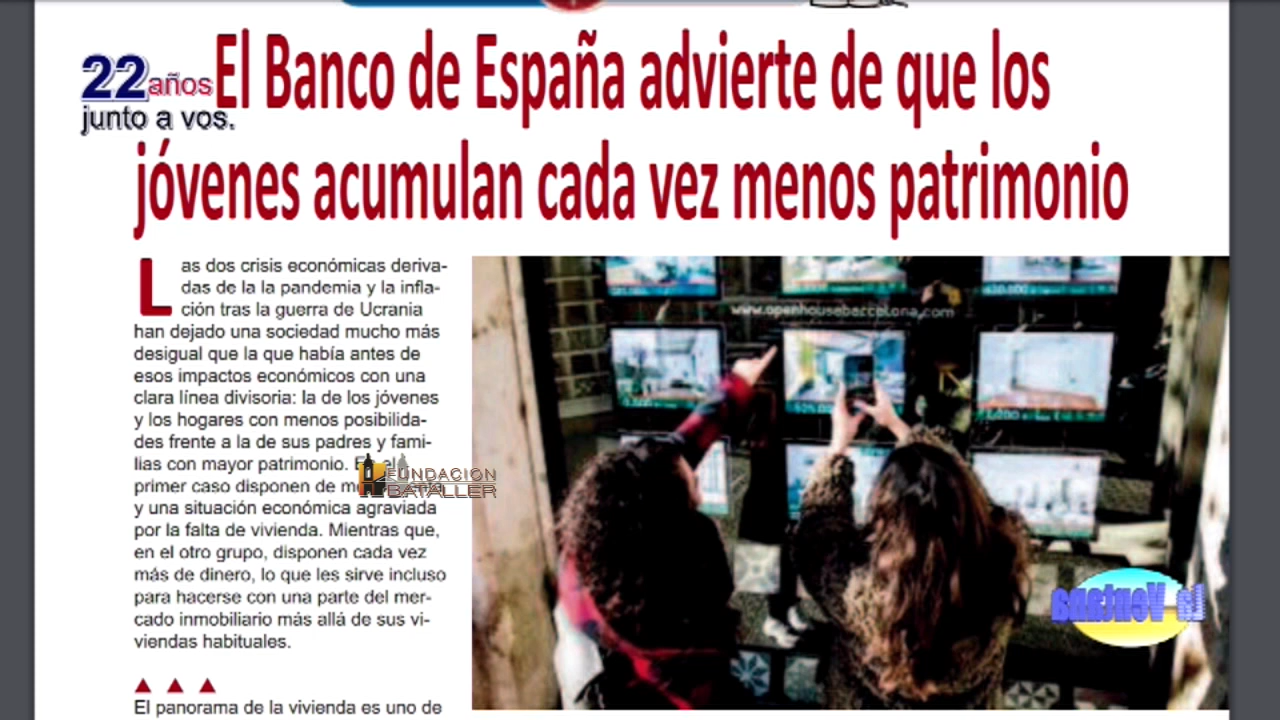 22 años
junto a vos.
El Banco de España advierte de que los
jóvenes acumulan cada vez menos patrimonio
Las dos crisis económicas deriva-
das de la la pandemia y la infla-
ción tras la guerra de Ucrania
han dejado una sociedad mucho más
desigual que la que había antes de
esos impactos económicos con una
clara línea divisoria: la de los jóvenes
y los hogares con menos posibilida-
des frente a la de sus padres y fami-
lias con mayor patrimonio.
primer caso disponen de
y una situación económica agraviada
por la falta de vivienda. Mientras que,
en el otro grupo, disponen cada vez
más de dinero, lo que les sirve incluso
para hacerse con una parte del mer-
cado inmobiliario más allá de sus vi-
viendas habituales.
El panorama de la vivienda es uno de
FUNDACION
BATALLER
www.openhousebarcelona.com
La Ventana